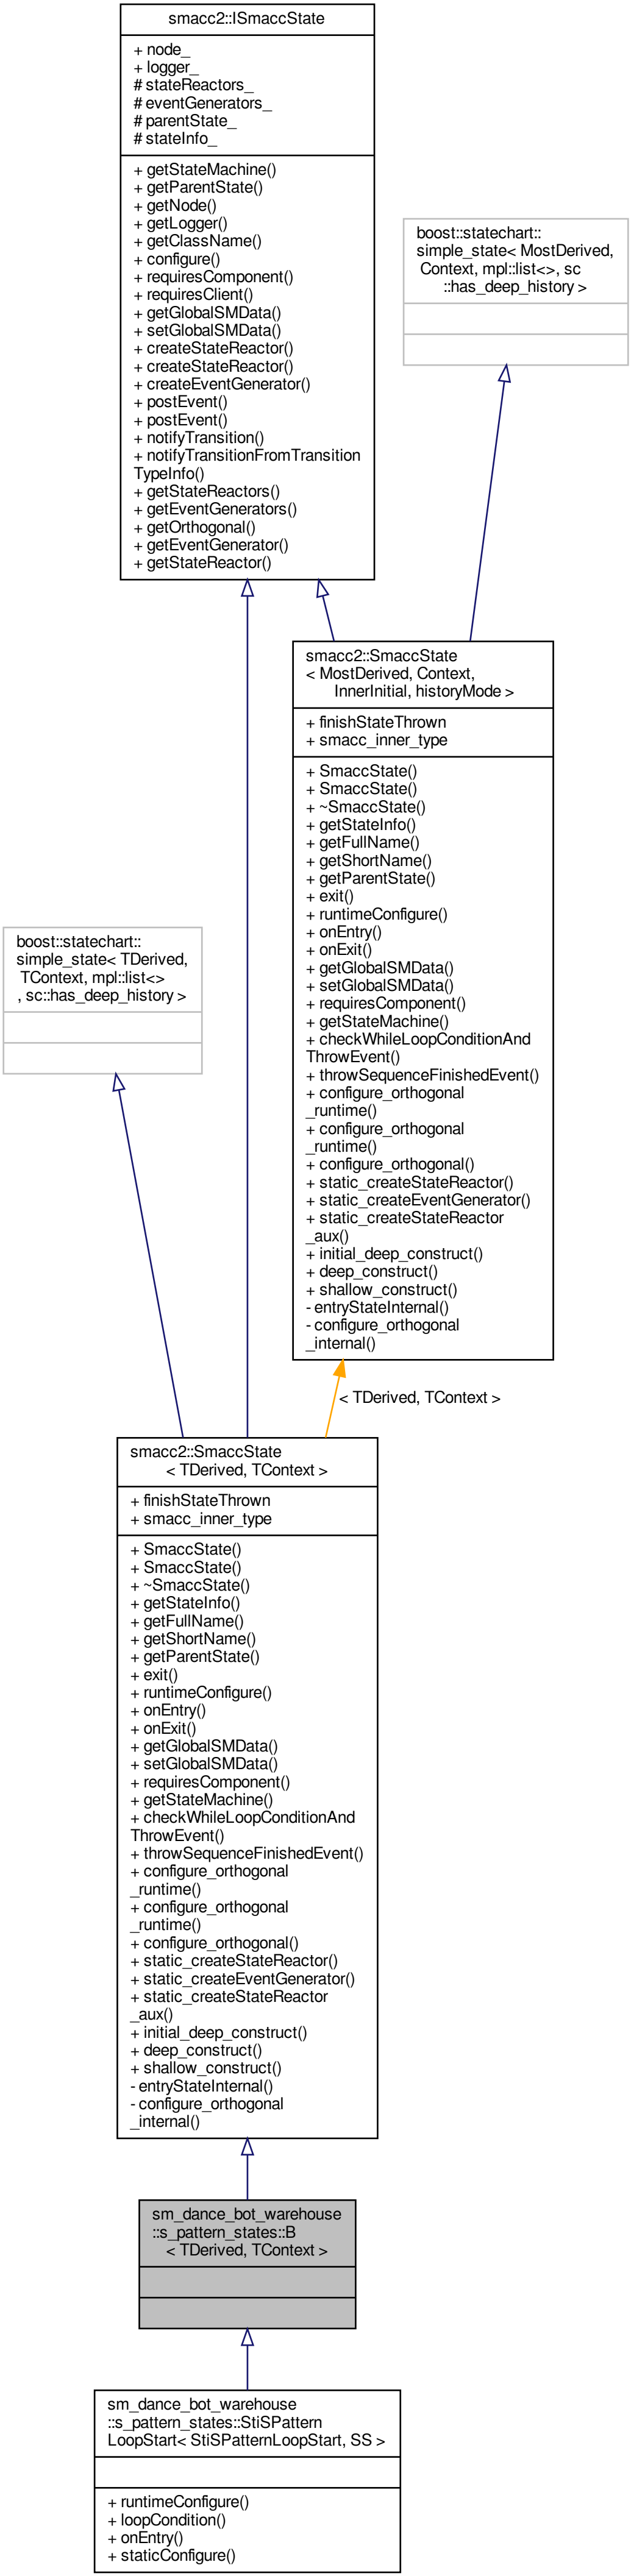 smacc2::ISmaccState
+ node_
+ logger_
# stateReactors_
# eventGenerators_
# parentState_
# stateInfo_
+ getStateMachine()
+ getParentState()
+ getNode()
+ getLogger()
+ getClassName()
+ configure()
+ requiresComponent()
+ requiresClient()
+ getGlobalSMData()
+ setGlobalSMData()
+ createStateReactor()
+ createStateReactor()
+ createEventGenerator()
+ postEvent()
+ postEvent()
+ notifyTransition()
+ notifyTransitionFromTransition
TypeInfo()
+ getStateReactors()
+ getEventGenerators()
+ getOrthogonal()
+ getEventGenerator()
+ getStateReactor()
boost::statechart::
simple_state< MostDerived,
Context, mpl::list<>, sc
::has_deep_history >
smacc2::SmaccState
< MostDerived, Context,
InnerInitial, historyMode >
+ finishStateThrown
+ smacc_inner_type
+ SmaccState()
+ SmaccState()
+ ~SmaccState()
+ getStateInfo()
+ getFullName()
+ getShortName()
+ getParentState()
+ exit()
+ runtimeConfigure()
+ onEntry()
+ onExit()
+ getGlobalSMData()
+ setGlobalSMData()
+ requiresComponent()
+ getStateMachine()
+ checkWhileLoopConditionAnd
ThrowEvent()
+ throwSequenceFinishedEvent()
+ configure_orthogonal
_runtime()
+ configure_orthogonal
_runtime()
+ configure_orthogonal()
+ static_createStateReactor()
+ static_createEventGenerator()
+ static_createStateReactor
_aux()
+ initial_deep_construct()
+ deep_construct()
+ shallow_construct()
- entryStateInternal()
- configure_orthogonal
_internal()
boost::statechart::
simple_state< TDerived,
TContext, mpl::list<>
, sc::has_deep_history >
< TDerived, TContext >
smacc2::SmaccState
< TDerived, TContext >
+ finishStateThrown
+ smacc_inner_type
+ SmaccState()
+ SmaccState()
+ ~SmaccState()
+ getStateInfo()
+ getFullName()
+ getShortName()
+ getParentState()
+ exit()
+ runtimeConfigure()
+ onEntry()
+ onExit()
+ getGlobalSMData()
+ setGlobalSMData()
+ requiresComponent()
+ getStateMachine()
+ checkWhileLoopConditionAnd
ThrowEvent()
+ throwSequenceFinishedEvent()
+ configure_orthogonal
_runtime()
+ configure_orthogonal
_runtime()
+ configure_orthogonal()
+ static_createStateReactor()
+ static_createEventGenerator()
+ static_createStateReactor
_aux()
+ initial_deep_construct()
+ deep_construct()
+ shallow_construct()
- entryStateInternal()
- configure_orthogonal
_internal()
sm_dance_bot_warehouse
::s_pattern_states::B
< TDerived, TContext >
sm_dance_bot_warehouse
::s_pattern_states::StiSPattern
LoopStart< StiSPatternLoopStart, SS >
+ runtimeConfigure()
+ loopCondition()
+ onEntry()
+ staticConfigure()